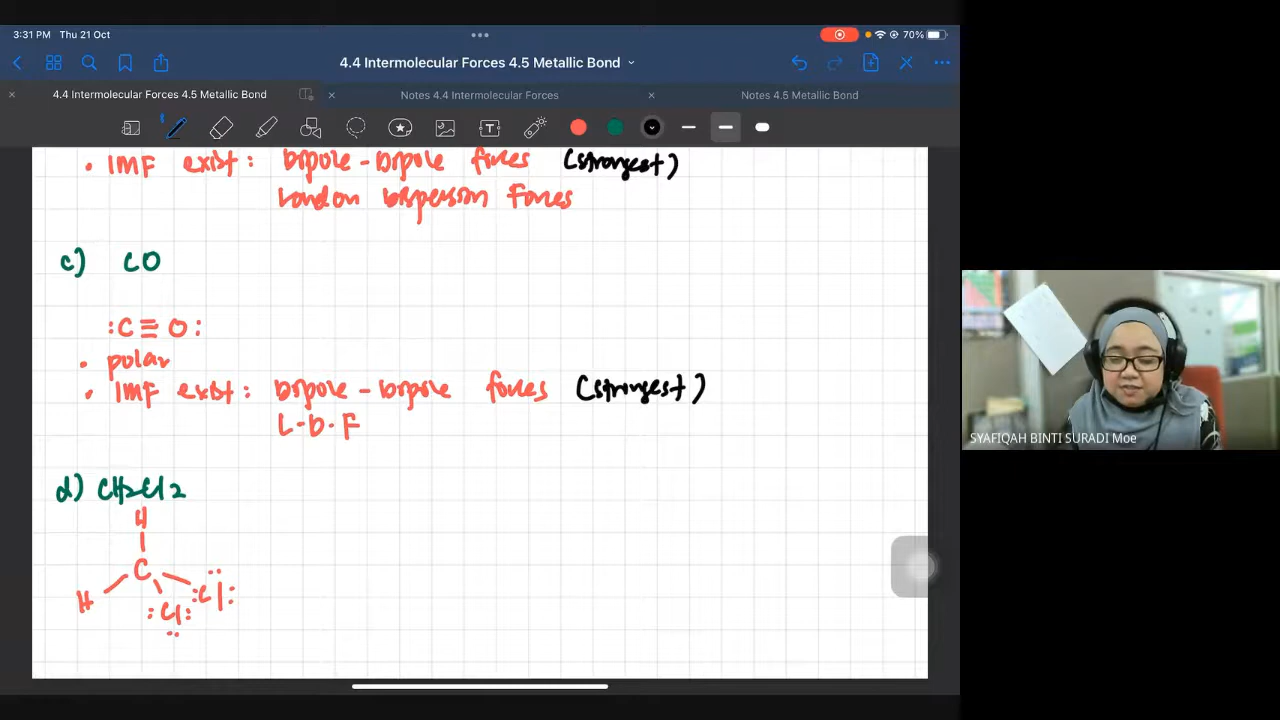 3:31 PM Thu 21 Oct
70%
4.4 Intermolecular Forces 4.5 Metallic Bond
4.4 Intermolecular Forces 4.5 Metallic Bond
Notes 4.4 Intermolecular Forces
Notes 4.5 Metallic Bond
• IMF exist: Dipole-Dipole forces (strongest)
London Dispersion Forces
c) CO
:C≡O:
• polar
• IMF exist: Dipole-Dipole forces (strongest)
L.D.F
d) CH2Cl2
H
C
H :Cl: :Cl:
SYAFIQAH BINTI SURADI Moe